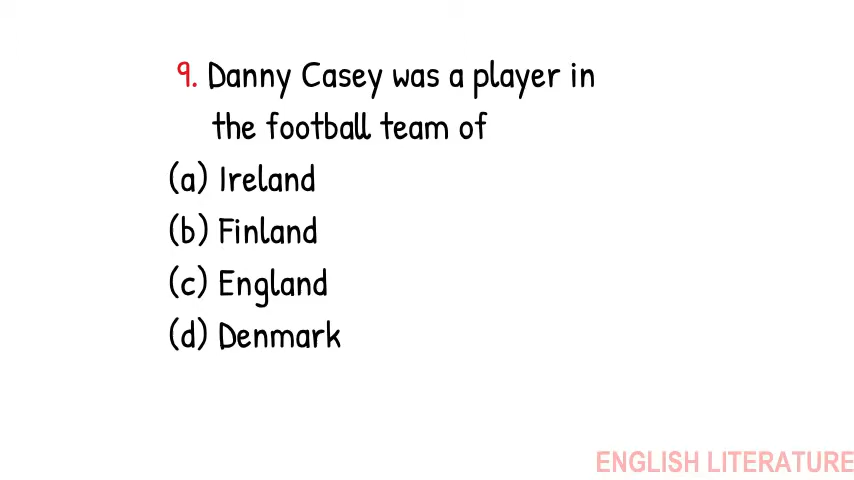 9. Danny Casey was a player in
the football team of
(a) Ireland
(b) Finland
(c) England
(d) Denmark
ENGLISH LITERATURE